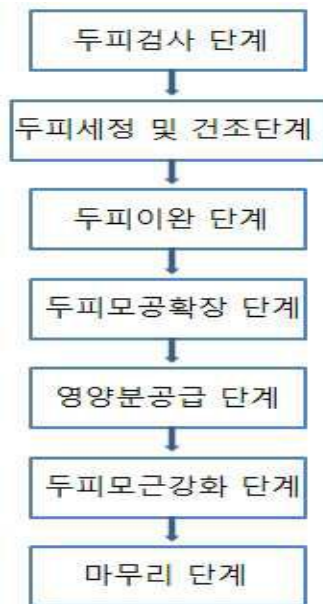 두피검사 단계
두피세정 및 건조단계
두피이완 단계
두피모공확장 단계
영양분공급 단계
두피모근강화 단계
마무리 단계